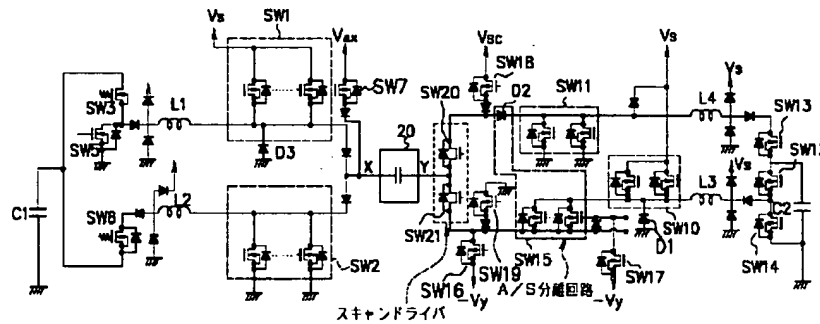 Vs
SW1
Vax
Vsc
SW18
Vs
SW3
L1
SW7
SW20
D2
SW11
L4
Vs
SW13
SW5
D3
20
X
Y
SW12
Vs
L3
C1
SW8
L2
SW21
SW10
C2
SW2
SW19
SW15
D1
SW14
SW16
A/S分離回路
SW17
-Vy
-Vy
スキャンドライバ